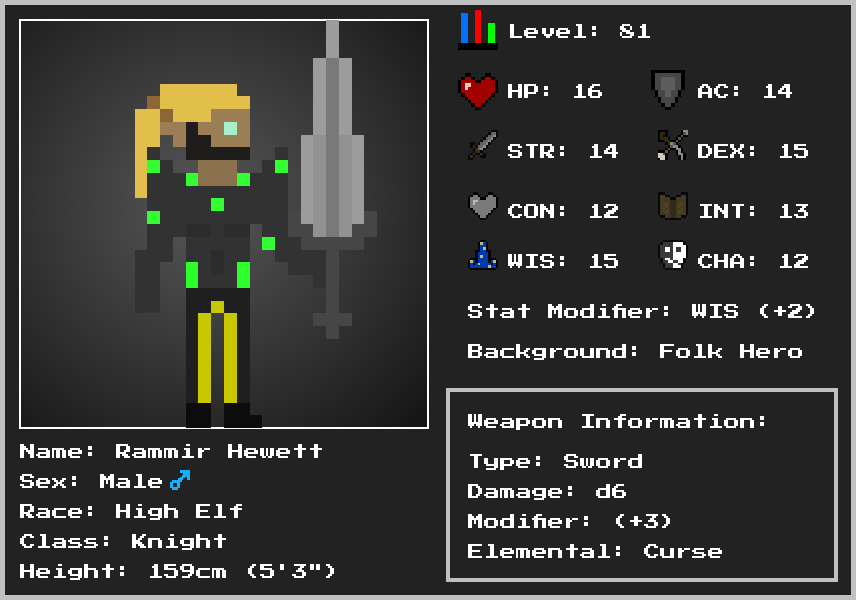 Level: 81
HP: 16
AC: 14
STR: 14
DEX: 15
CON: 12
INT: 13
WIS: 15
CHA: 12
Stat Modifier: WIS (+2)
Background: Folk Hero
Weapon Information:
Type: Sword
Damage: d6
Modifier: (+3)
Elemental: Curse
Name: Rammir Hewett
Sex: Male♂
Race: High Elf
Class: Knight
Height: 159cm (5'3")